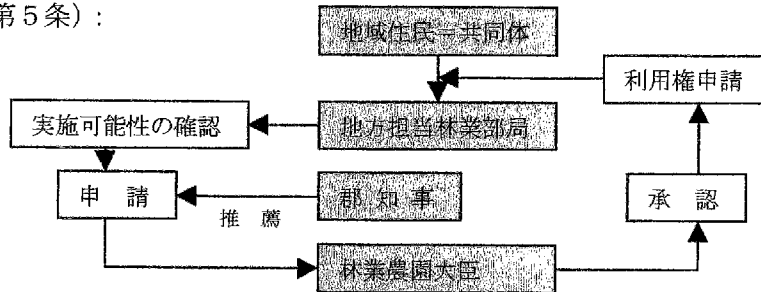 第5条）：
地域住民＝共同体
利用権申請
実施可能性の確認
地方担当林業部局
申 請
推 薦
郡 知 事
承 認
林業農園大臣